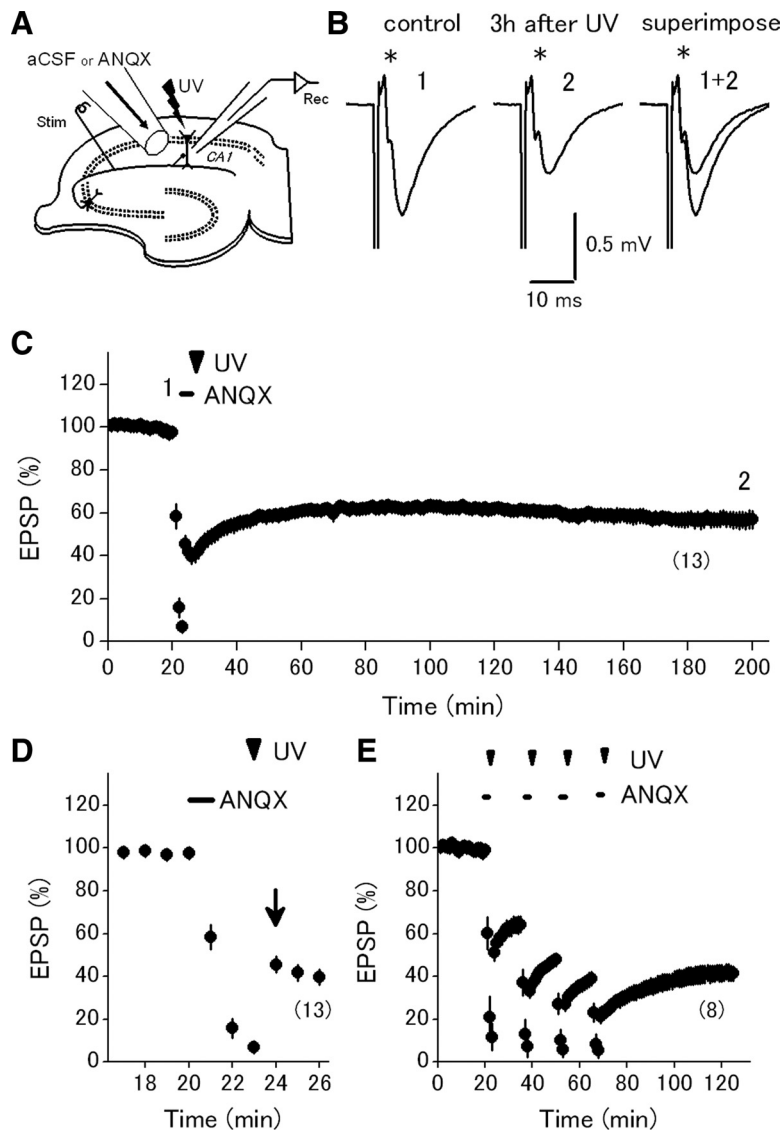 A
aCSF or ANQX
UV
Rec
Stim
CA1
B
control
3h after UV
superimpose
*
*
*
1
2
1+2
0.5 mV
10 ms
C
UV
1
ANQX
120
100
80
60
40
20
0
EPSP (%)
2
(13)
0
20
40
60
80
100
120
140
160
180
200
Time (min)
D
UV
ANQX
120
100
80
60
40
20
0
EPSP (%)
(13)
18
20
22
24
26
Time (min)
E
UV
ANQX
120
100
80
60
40
20
0
EPSP (%)
(8)
0
20
40
60
80
100
120
Time (min)